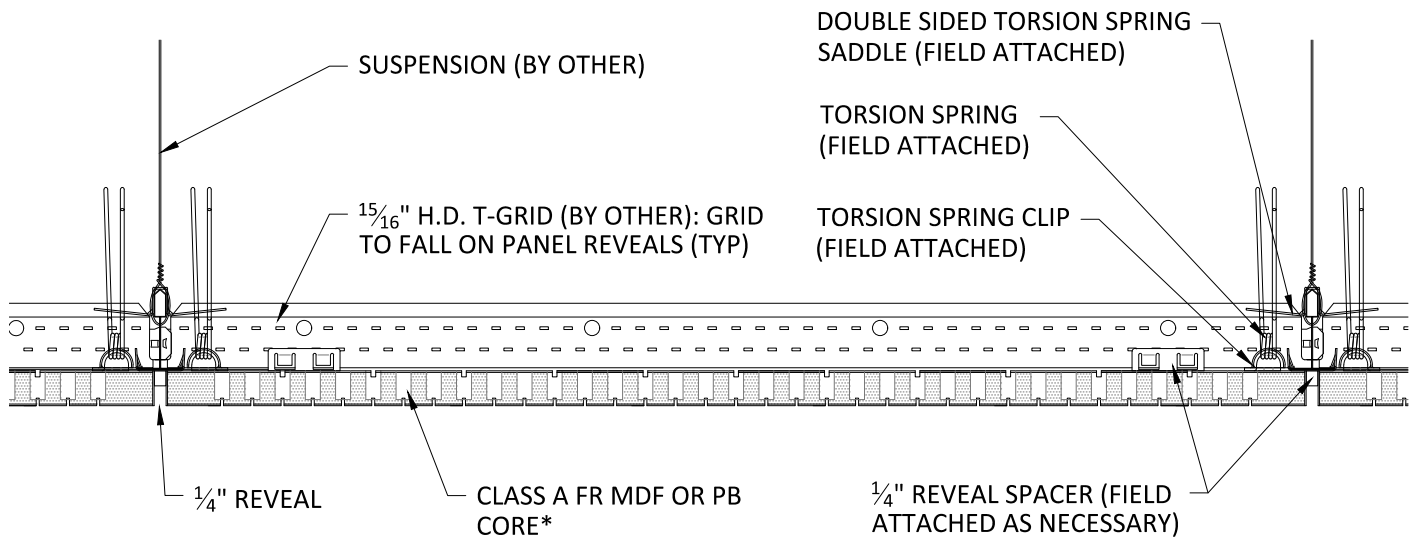 SUSPENSION (BY OTHER)
¹⁵⁄₁₆" H.D. T-GRID (BY OTHER): GRID
TO FALL ON PANEL REVEALS (TYP)
DOUBLE SIDED TORSION SPRING
SADDLE (FIELD ATTACHED)
TORSION SPRING
(FIELD ATTACHED)
TORSION SPRING CLIP
(FIELD ATTACHED)
¼" REVEAL
CLASS A FR MDF OR PB
CORE*
¼" REVEAL SPACER (FIELD
ATTACHED AS NECESSARY)